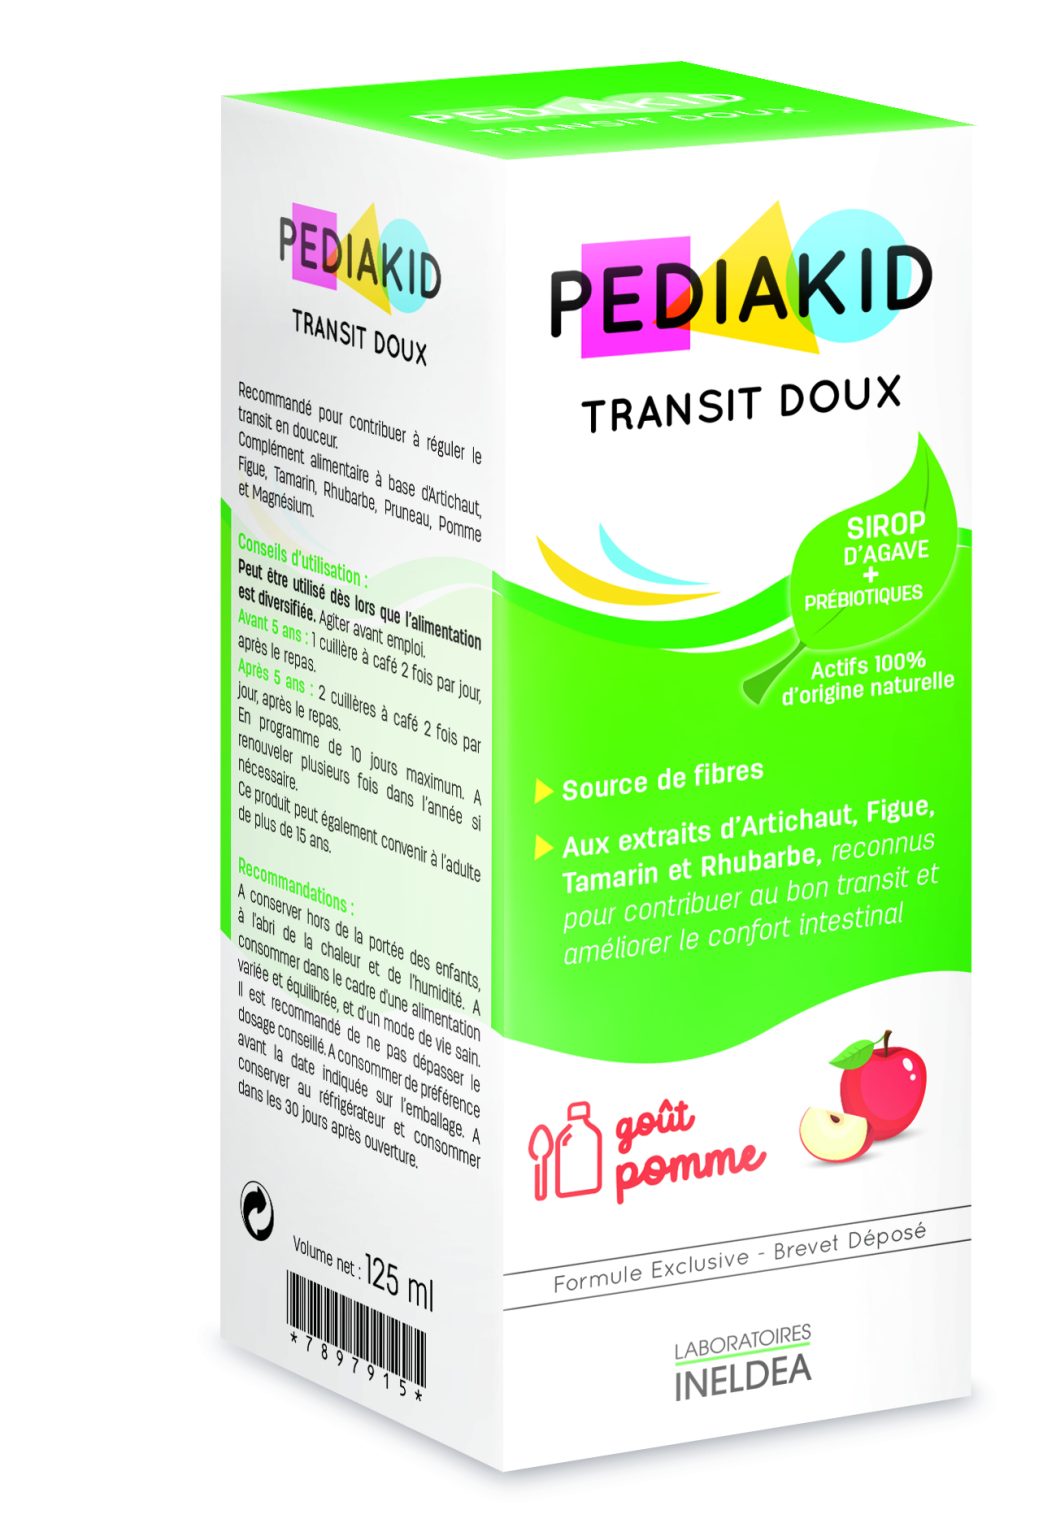 PEDIAKID
TRANSIT DOUX
PEDIAKID
TRANSIT DOUX
Recommandé pour contribuer à réguler le
transit en douceur.
Complément alimentaire à base d'Artichaut,
Figue, Tamarin, Rhubarbe, Pruneau, Pomme
et Magnésium.
Conseils d'utilisation :
Peut être utilisé dès lors que l'alimentation
est diversifiée. Agiter avant emploi.
Avant 5 ans : 1 cuillère à café 2 fois par jour,
après le repas.
Après 5 ans : 2 cuillères à café 2 fois par
jour, après le repas.
En programme de 10 jours maximum. A
renouveler plusieurs fois dans l'année si
nécessaire.
Ce produit peut également convenir à l'adulte
de plus de 15 ans.
Recommandations :
A conserver hors de la portée des enfants,
à l'abri de la chaleur et de l'humidité. A
consommer dans le cadre d'une alimentation
variée et équilibrée, et d'un mode de vie sain.
Il est recommandé de ne pas dépasser le
dosage conseillé. A consommer de préférence
avant la date indiquée sur l'emballage. A
conserver au réfrigérateur et consommer
dans les 30 jours après ouverture.
Volume net : 125 ml
*7897915*
PEDIAKID
TRANSIT DOUX
SIROP
D'AGAVE
+
PRÉBIOTIQUES
Actifs 100%
d'origine naturelle
Source de fibres
Aux extraits d'Artichaut, Figue,
Tamarin et Rhubarbe, reconnus
pour contribuer au bon transit et
améliorer le confort intestinal
goût
pomme
Formule Exclusive - Brevet Déposé
LABORATOIRES
INELDEA